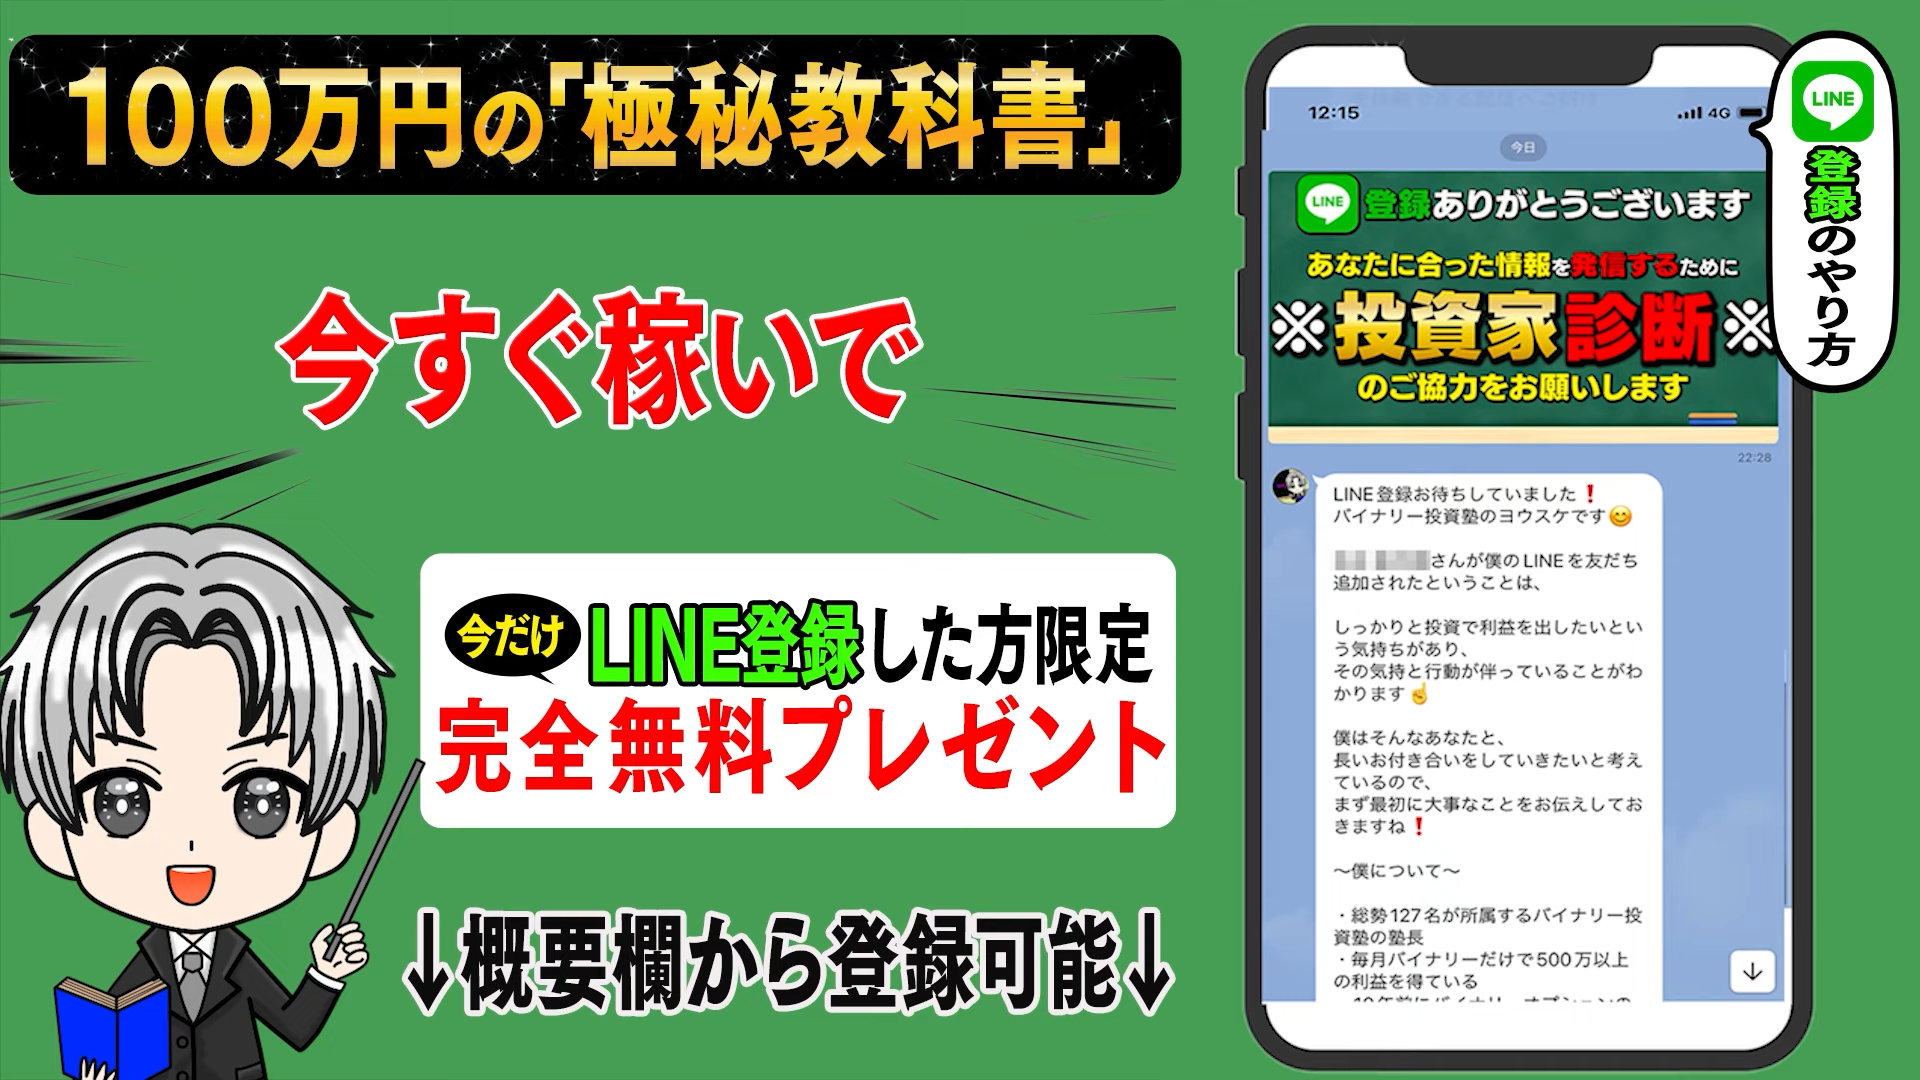 100万円の「極秘教科書」
今すぐ稼いで
今だけ
LINE登録した方限定
完全無料プレゼント
↓概要欄から登録可能↓
LINE
登録のやり方
12:15
4G
今日
LINE
登録ありがとうございます
あなたに合った情報を発信するために
※投資家診断※
のご協力をお願いします
22:28
LINE登録お待ちしていました❗
バイナリー投資塾のヨウスケです😊
さんが僕のLINEを友だち
追加されたということは、
しっかりと投資で利益を出したいとい
う気持ちがあり、
その気持と行動が伴っていることがわ
かります☝
僕はそんなあなたと、
長いお付き合いをしていきたいと考え
ているので、
まず最初に大事なことをお伝えしてお
きますね❗
〜僕について〜
・総勢127名が所属するバイナリー投
資塾の塾長
・毎月バイナリーだけで500万以上
の利益を得ている